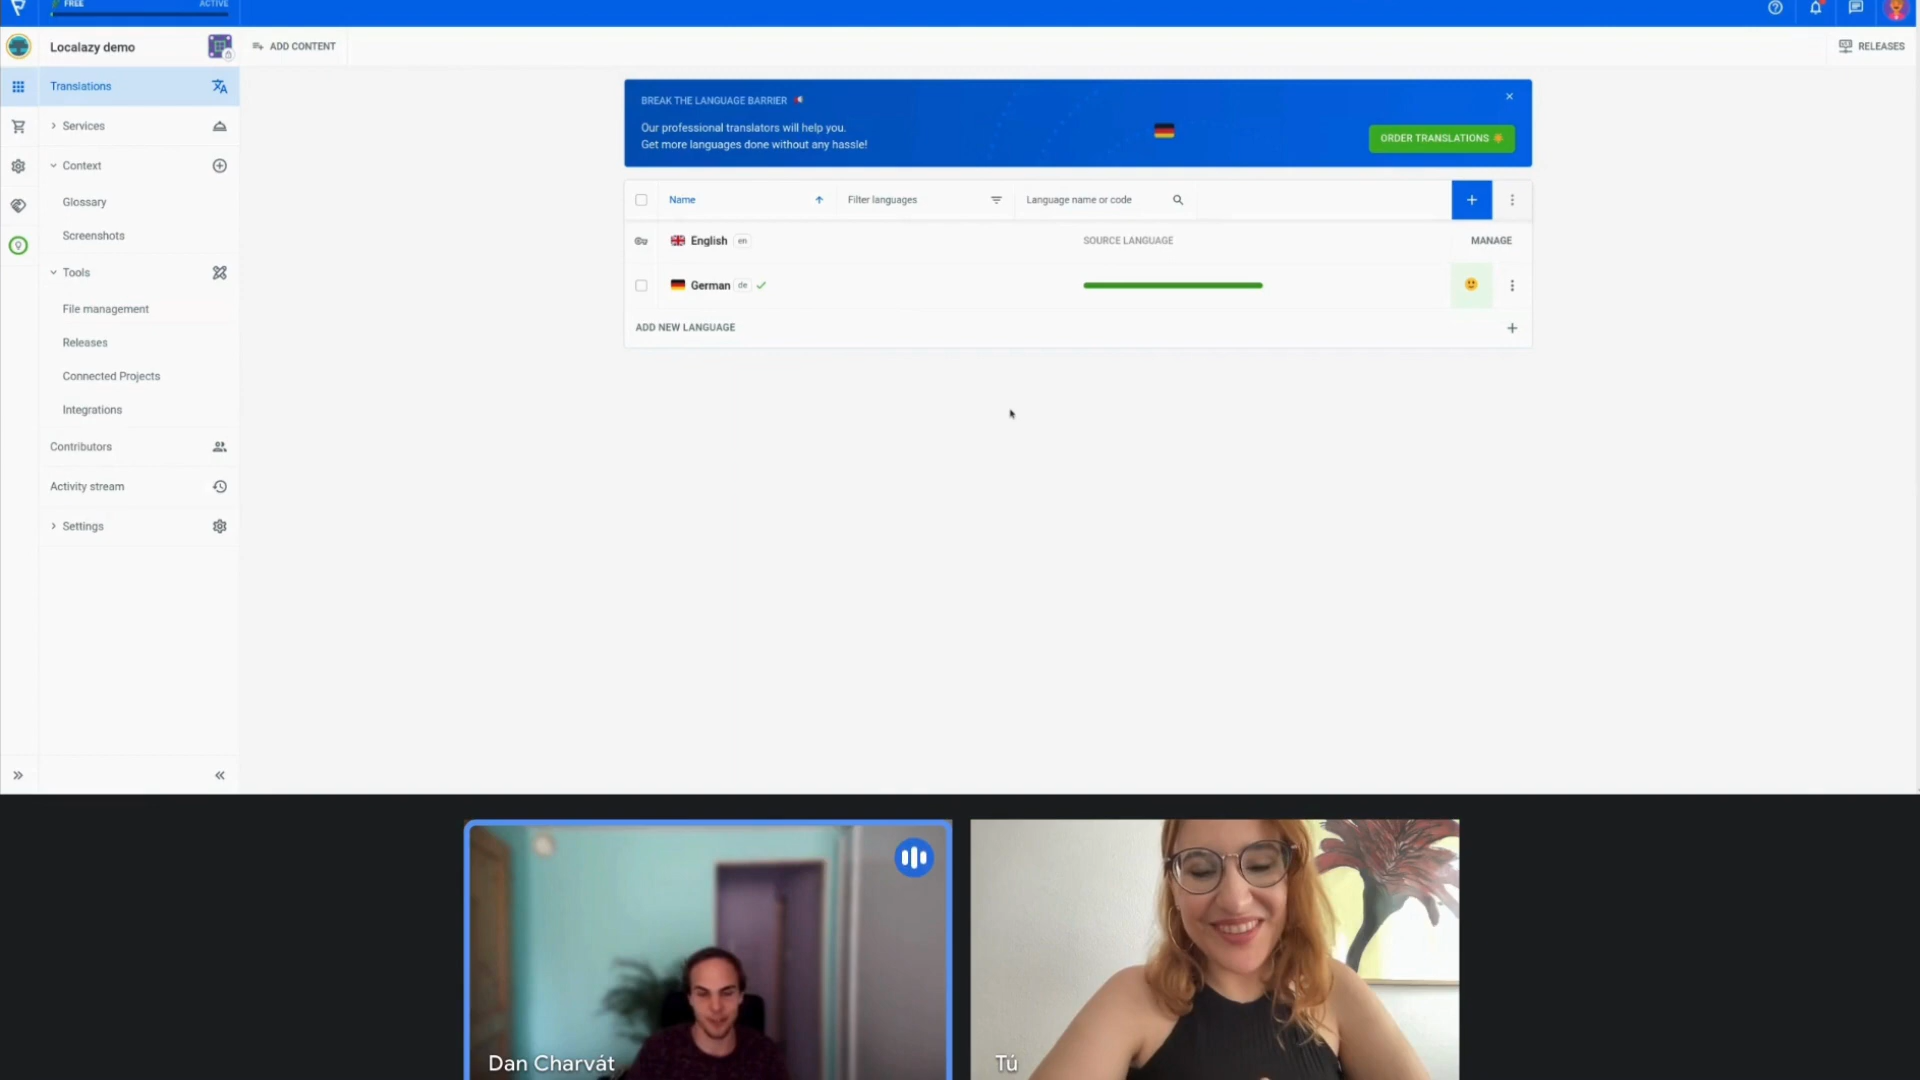 FREE
ACTIVE
Localazy demo
ADD CONTENT
RELEASES
Translations
Services
Context
Glossary
Screenshots
Tools
File management
Releases
Connected Projects
Integrations
Contributors
Activity stream
Settings
BREAK THE LANGUAGE BARRIER
Our professional translators will help you.
Get more languages done without any hassle!
ORDER TRANSLATIONS
Name
Filter languages
Language name or code
English en
SOURCE LANGUAGE
MANAGE
German de
ADD NEW LANGUAGE
Dan Charvát
Tú